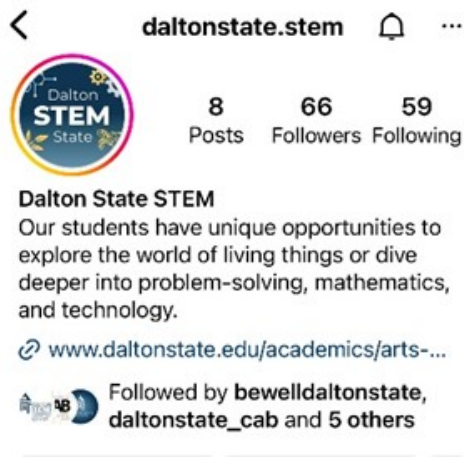 daltonstate.stem
Dalton
STEM
State
8 66 59
Posts Followers Following
Dalton State STEM
Our students have unique opportunities to
explore the world of living things or dive
deeper into problem-solving, mathematics,
and technology.
www.daltonstate.edu/academics/arts-...
Followed by bewelldaltonstate,
daltonstate_cab and 5 others